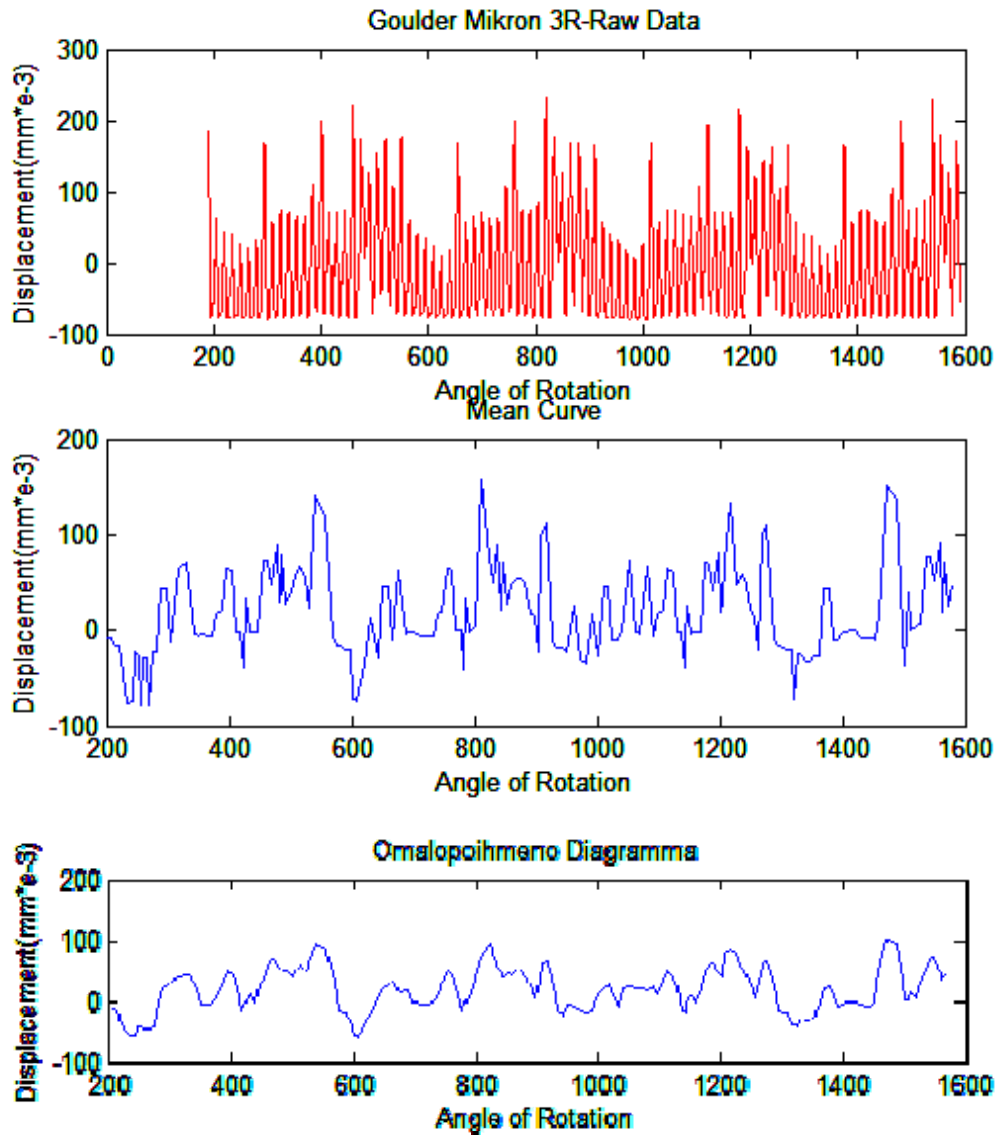 Goulder Mikron 3R-Raw Data
Displacement(mm*e-3)
300
200
100
0
-100
0 200 400 600 800 1000 1200 1400 1600
Angle of Rotation
Mean Curve
Displacement(mm*e-3)
200
100
0
-100
200 400 600 800 1000 1200 1400 1600
Angle of Rotation
Omalopoihmeno Diagramma
Displacement(mm*e-3)
200
100
0
-100
200 400 600 800 1000 1200 1400 1600
Angle of Rotation